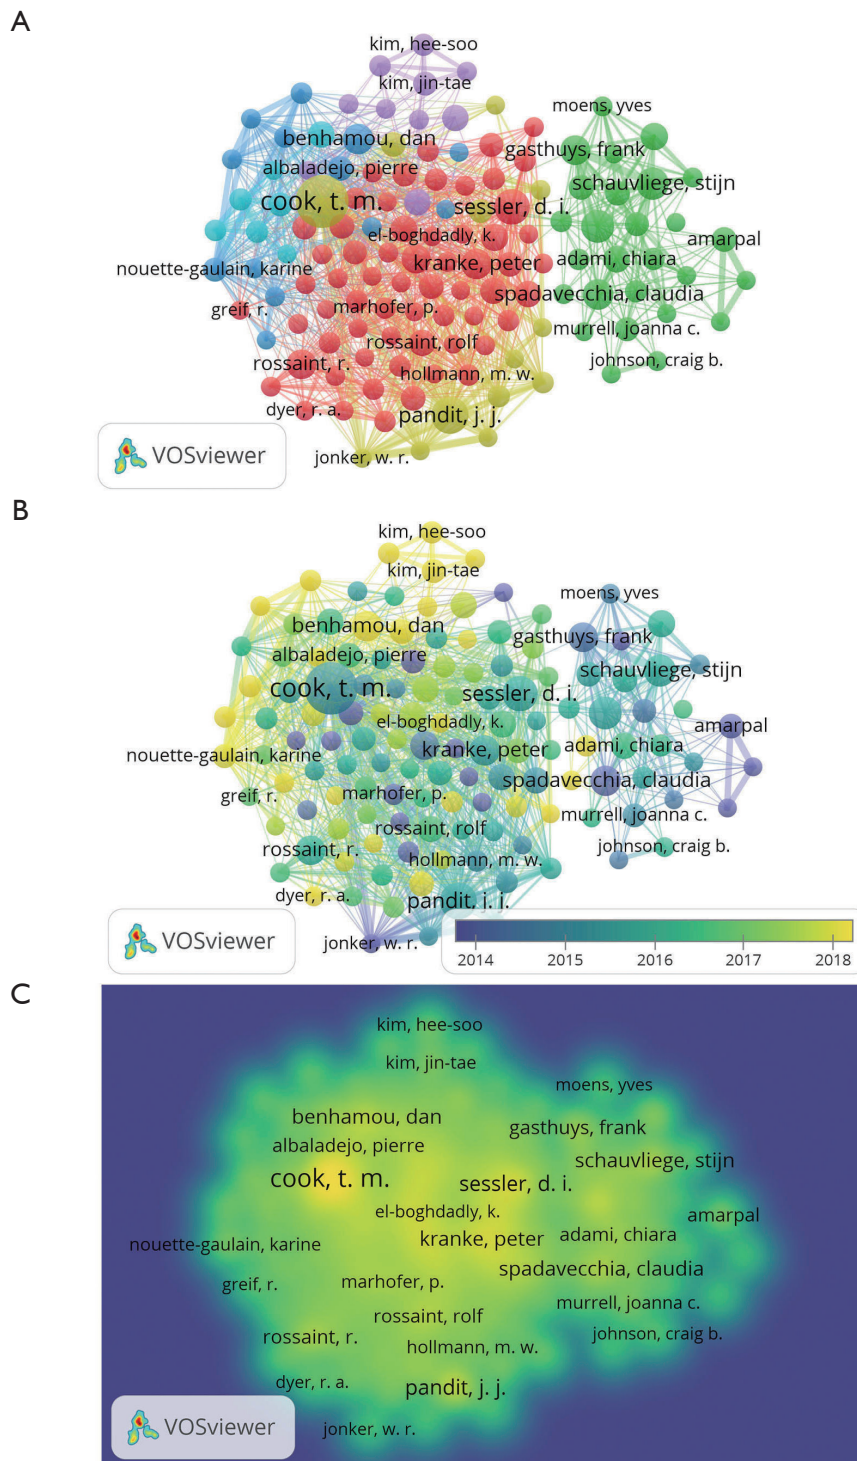 A
kim, hee-soo
kim, jin-tae
moens, yves
benhamou, dan
gasthuys, frank
albaladejo, pierre
schauvliege, stijn
cook, t. m.
sessler, d. i.
el-boghdadly, k.
amarpal
nouette-gaulain, karine
kranke, peter
adami, chiara
spadavecchia, claudia
greif, r.
marhofer, p.
murrell, joanna c.
rossaint, rolf
rossaint, r.
johnson, craig b.
hollmann, m. w.
dyer, r. a.
pandit, j. j.
jonker, w. r.
VOSviewer
B
kim, hee-soo
kim, jin-tae
moens, yves
benhamou, dan
gasthuys, frank
albaladejo, pierre
schauvliege, stijn
cook, t. m.
sessler, d. i.
el-boghdadly, k.
amarpal
nouette-gaulain, karine
kranke, peter
adami, chiara
spadavecchia, claudia
greif, r.
marhofer, p.
murrell, joanna c.
rossaint, rolf
rossaint, r.
johnson, craig b.
hollmann, m. w.
dyer, r. a.
pandit. j. j.
jonker, w. r.
VOSviewer
2014 2015 2016 2017 2018
C
kim, hee-soo
kim, jin-tae
moens, yves
benhamou, dan
gasthuys, frank
albaladejo, pierre
schauvliege, stijn
cook, t. m.
sessler, d. i.
el-boghdadly, k.
amarpal
nouette-gaulain, karine
kranke, peter
adami, chiara
spadavecchia, claudia
greif, r.
marhofer, p.
murrell, joanna c.
rossaint, rolf
rossaint, r.
johnson, craig b.
hollmann, m. w.
dyer, r. a.
pandit, j. j.
jonker, w. r.
VOSviewer